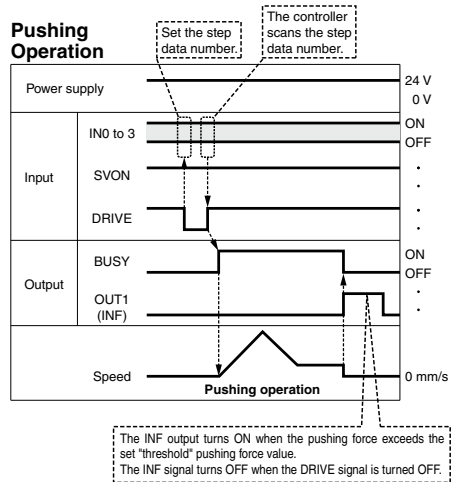 Pushing
Operation
Set the step
data number.
The controller
scans the step
data number.
Power supply
24 V
0 V
Input
IN0 to 3
ON
OFF
SVON
DRIVE
Output
BUSY
ON
OFF
OUT1
(INF)
Speed
Pushing operation
0 mm/s
The INF output turns ON when the pushing force exceeds the
set "threshold" pushing force value.
The INF signal turns OFF when the DRIVE signal is turned OFF.